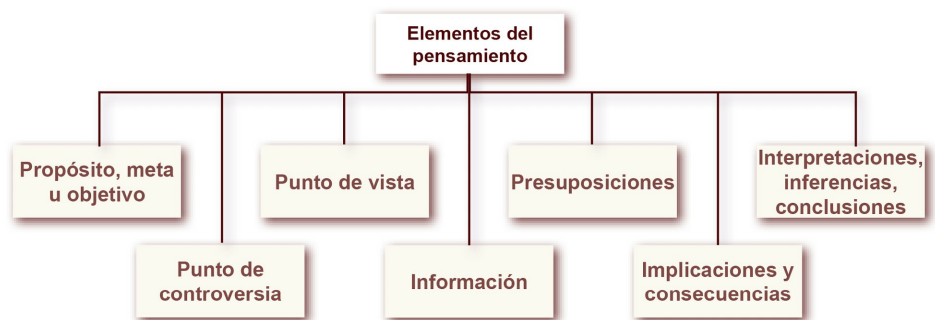 Elementos del
pensamiento
Propósito, meta
u objetivo
Punto de vista
Presuposiciones
Interpretaciones,
inferencias,
conclusiones
Punto de
controversia
Información
Implicaciones y
consecuencias